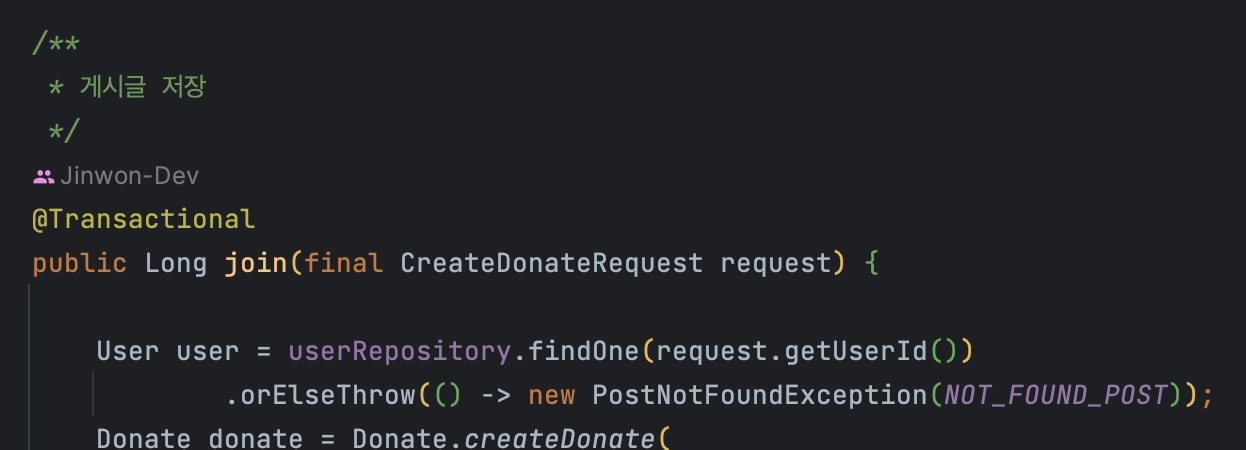 /**
* 게시글 저장
*/
Jinwon-Dev
@Transactional
public Long join(final CreateDonateRequest request) {
User user = userRepository.findOne(request.getUserId())
.orElseThrow(() -> new PostNotFoundException(NOT_FOUND_POST));
Donate donate = Donate.createDonate(